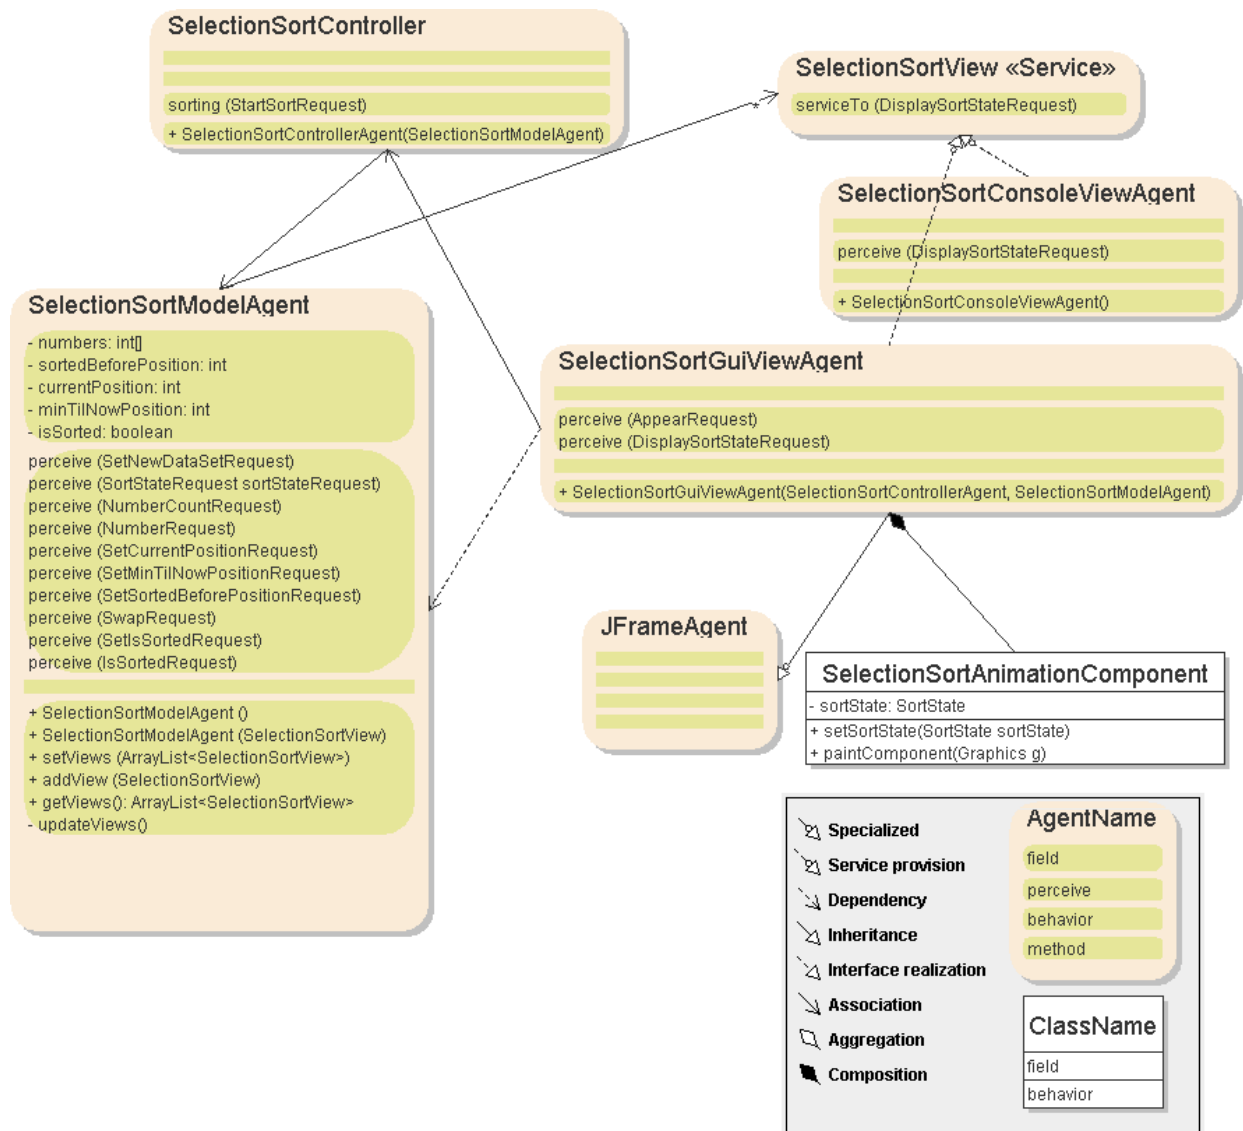 SelectionSortController
sorting (StartSortRequest)
+ SelectionSortControllerAgent(SelectionSortModelAgent)
SelectionSortView «Service»
serviceTo (DisplaySortStateRequest)
*
SelectionSortConsoleViewAgent
perceive (DisplaySortStateRequest)
+ SelectionSortConsoleViewAgent()
SelectionSortModelAgent
- numbers: int[]
- sortedBeforePosition: int
- currentPosition: int
- minTilNowPosition: int
- isSorted: boolean
perceive (SetNewDataSetRequest)
perceive (SortStateRequest sortStateRequest)
perceive (NumberCountRequest)
perceive (NumberRequest)
perceive (SetCurrentPositionRequest)
perceive (SetMinTilNowPositionRequest)
perceive (SetSortedBeforePositionRequest)
perceive (SwapRequest)
perceive (SetIsSortedRequest)
perceive (IsSortedRequest)
+ SelectionSortModelAgent ()
+ SelectionSortModelAgent (SelectionSortView)
+ setViews (ArrayList<SelectionSortView>)
+ addView (SelectionSortView)
+ getViews(): ArrayList<SelectionSortView>
- updateViews()
SelectionSortGuiViewAgent
perceive (AppearRequest)
perceive (DisplaySortStateRequest)
+ SelectionSortGuiViewAgent(SelectionSortControllerAgent, SelectionSortModelAgent)
JFrameAgent
SelectionSortAnimationComponent
- sortState: SortState
+ setSortState(SortState sortState)
+ paintComponent(Graphics g)
Specialized
Service provision
Dependency
Inheritance
Interface realization
Association
Aggregation
Composition
AgentName
field
perceive
behavior
method
ClassName
field
behavior